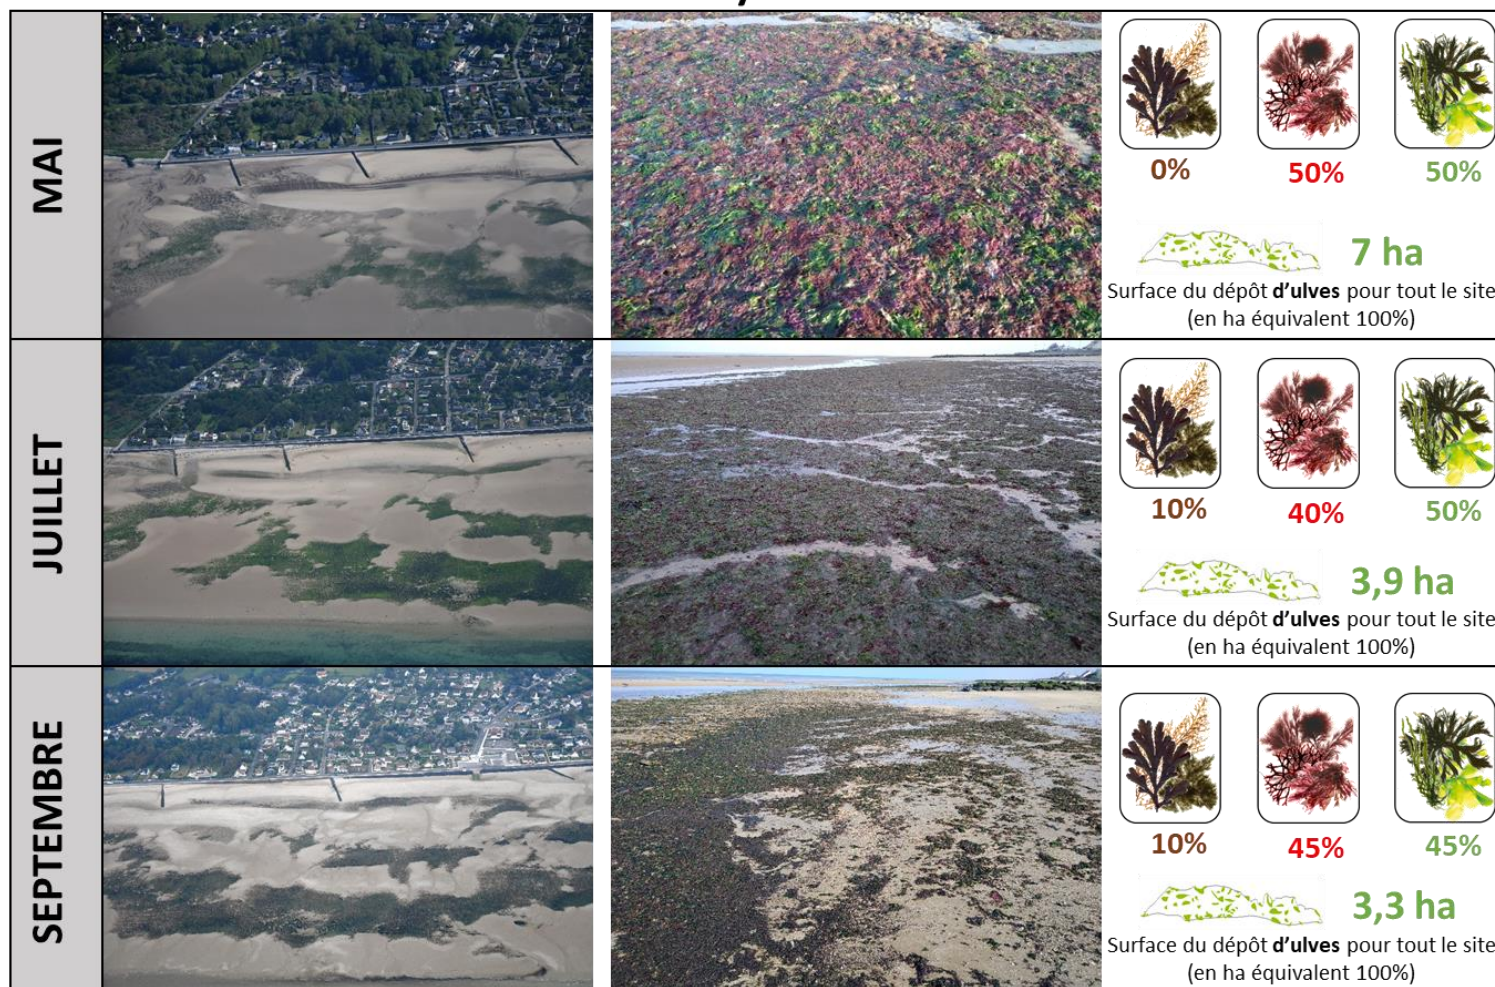 MAI
0%
50%
50%
7 ha
Surface du dépôt d'ulves pour tout le site
(en ha équivalent 100%)
JUILLET
10%
40%
50%
3,9 ha
Surface du dépôt d'ulves pour tout le site
(en ha équivalent 100%)
SEPTEMBRE
10%
45%
45%
3,3 ha
Surface du dépôt d'ulves pour tout le site
(en ha équivalent 100%)